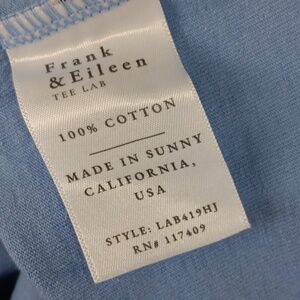 Frank
& Eileen
TEE LAB
100% COTTON
MADE IN SUNNY
CALIFORNIA,
USA
STYLE: LAB419HJ
RN# 117409